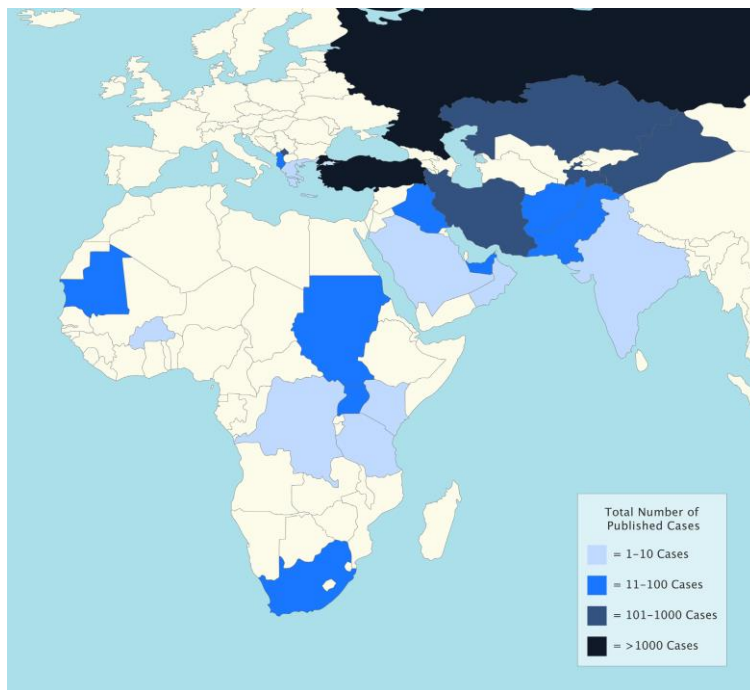 Total Number of
Published Cases
= 1–10 Cases
= 11–100 Cases
= 101–1000 Cases
= >1000 Cases